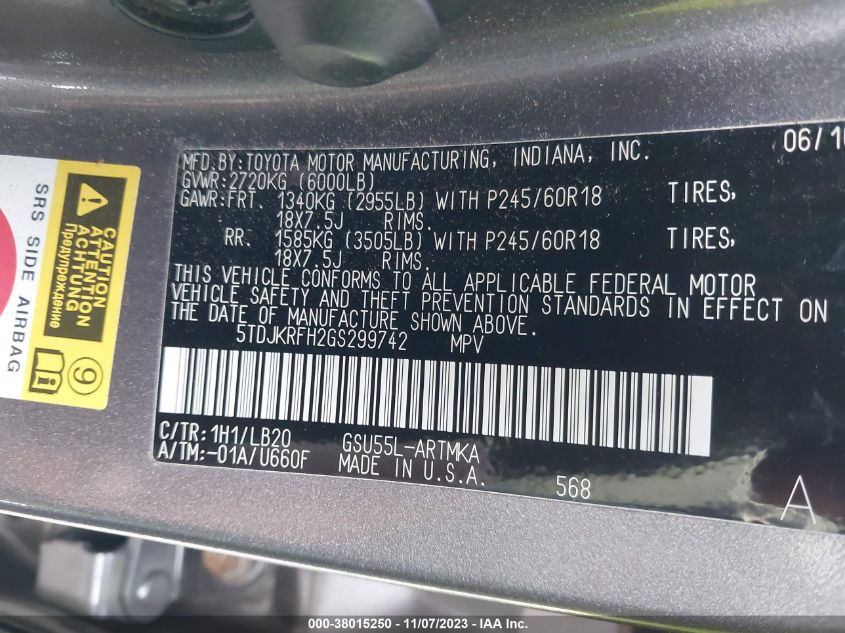 MFD.BY:TOYOTA MOTOR MANUFACTURING, INDIANA, INC.
GVWR:2720KG (6000LB)
GAWR:FRT. 1340KG (2955LB) WITH P245/60R18 TIRES,
18X7.5J RIMS.
RR. 1585KG (3505LB) WITH P245/60R18 TIRES,
18X7.5J RIMS.
THIS VEHICLE CONFORMS TO ALL APPLICABLE FEDERAL MOTOR
VEHICLE SAFETY AND THEFT PREVENTION STANDARDS IN EFFECT ON
THE DATE OF MANUFACTURE SHOWN ABOVE.
5TDJKRFH2GS299742 MPV
C/TR:1H1/LB20 GSU55L-ARTMKA
A/TM:-01A/U660F MADE IN U.S.A.
568
A
SRS SIDE AIRBAG
CAUTION
ATTENTION
ACHTUNG
Предупреждение
9
000-38015250 - 11/07/2023 - © IAA Inc.